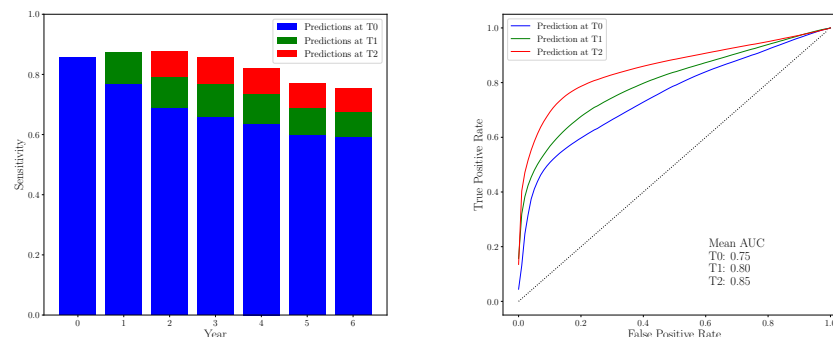 1.0
0.8
0.6
0.4
0.2
0.0
Sensitivity
Predictions at T0
Predictions at T1
Predictions at T2
0 1 2 3 4 5 6
Year
1.0
0.8
0.6
0.4
0.2
0.0
True Positive Rate
Prediction at T0
Prediction at T1
Prediction at T2
Mean AUC
T0: 0.75
T1: 0.80
T2: 0.85
0.0 0.2 0.4 0.6 0.8 1.0
False Positive Rate